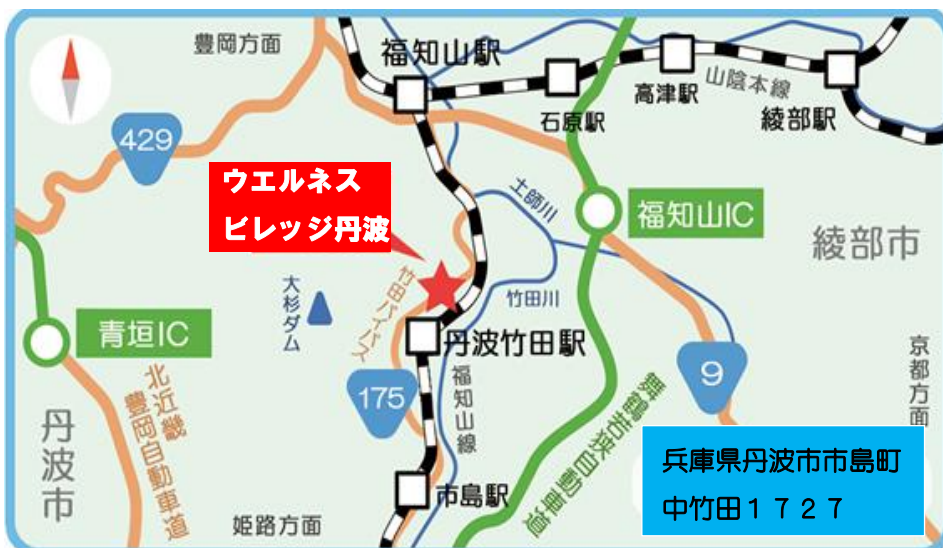 豊岡方面
福知山駅
石原駅
高津駅
山陰本線
綾部駅
429
ウエルネス
ビレッジ丹波
土師川
福知山IC
綾部市
大杉ダム
竹田バイパス
竹田川
青垣IC
丹波竹田駅
北近畿
豊岡自動車道
175
福知山線
9
京都方面
丹波市
舞鶴若狭自動車道
市島駅
姫路方面
兵庫県丹波市市島町
中竹田1727